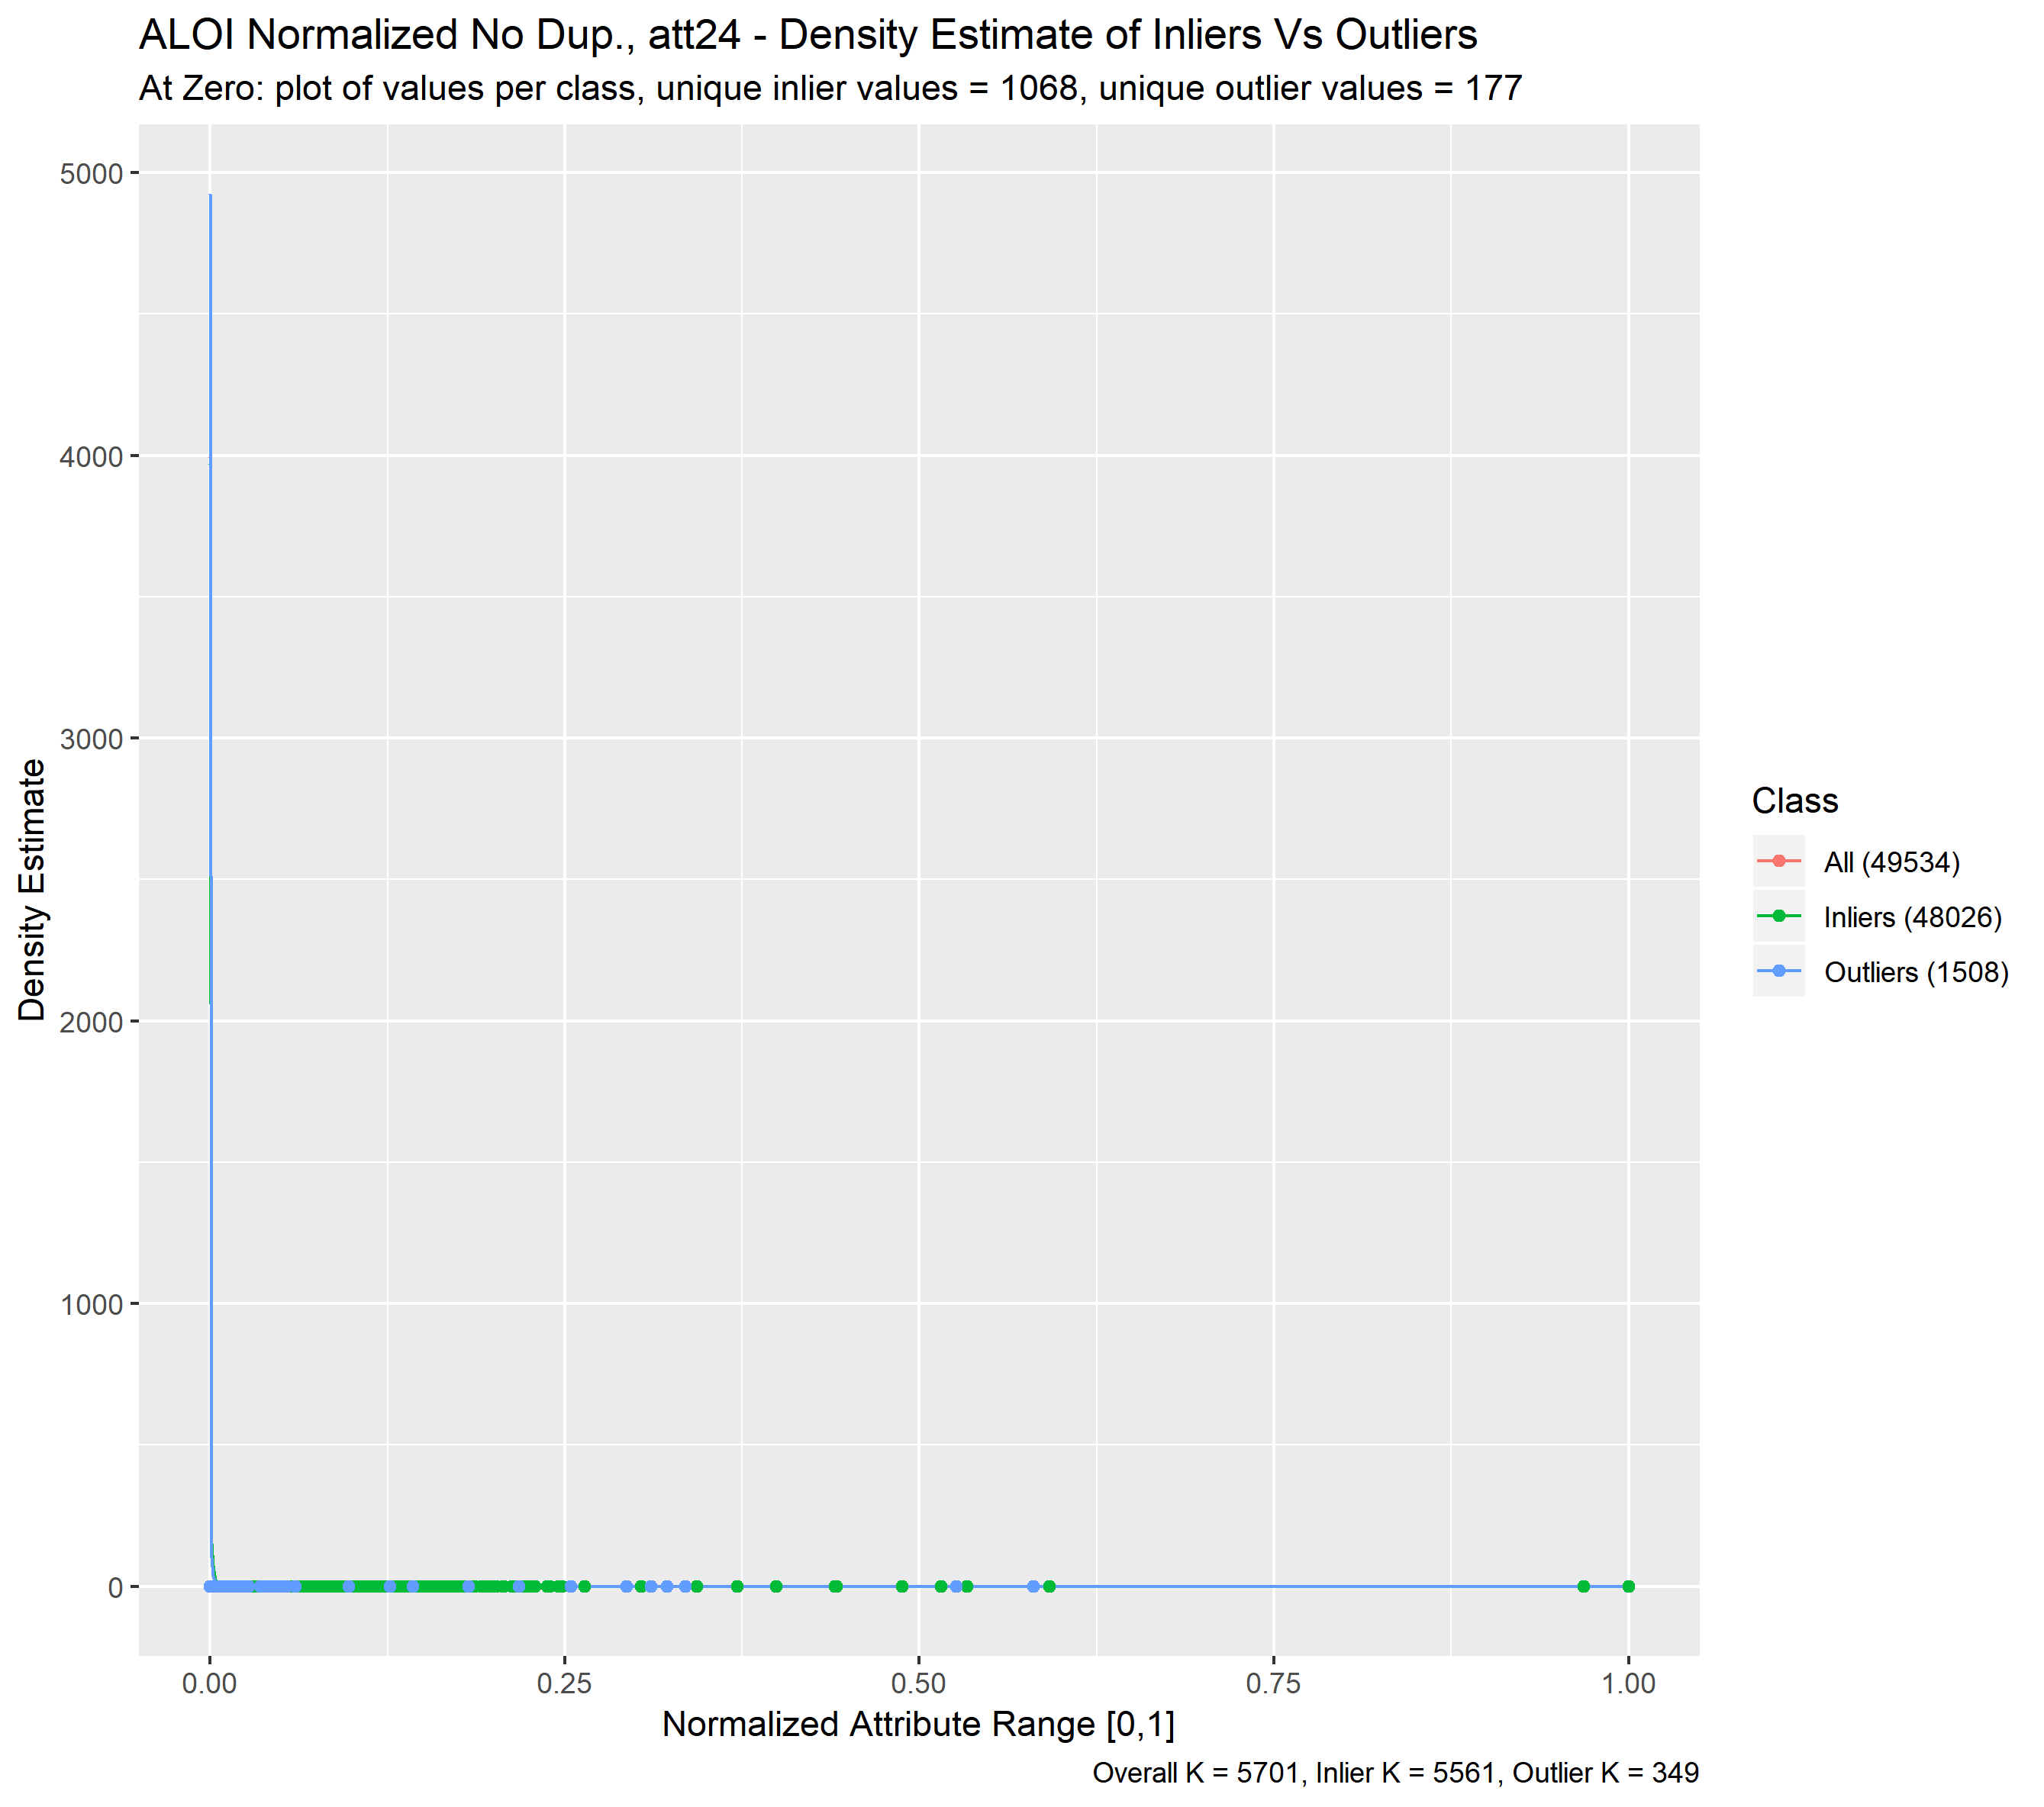 ALOI Normalized No Dup., att24 - Density Estimate of Inliers Vs Outliers
At Zero: plot of values per class, unique inlier values = 1068, unique outlier values = 177
5000
4000
3000
2000
1000
0
Density Estimate
0.00 0.25 0.50 0.75 1.00
Normalized Attribute Range [0,1]
Overall K = 5701, Inlier K = 5561, Outlier K = 349
Class
All (49534)
Inliers (48026)
Outliers (1508)